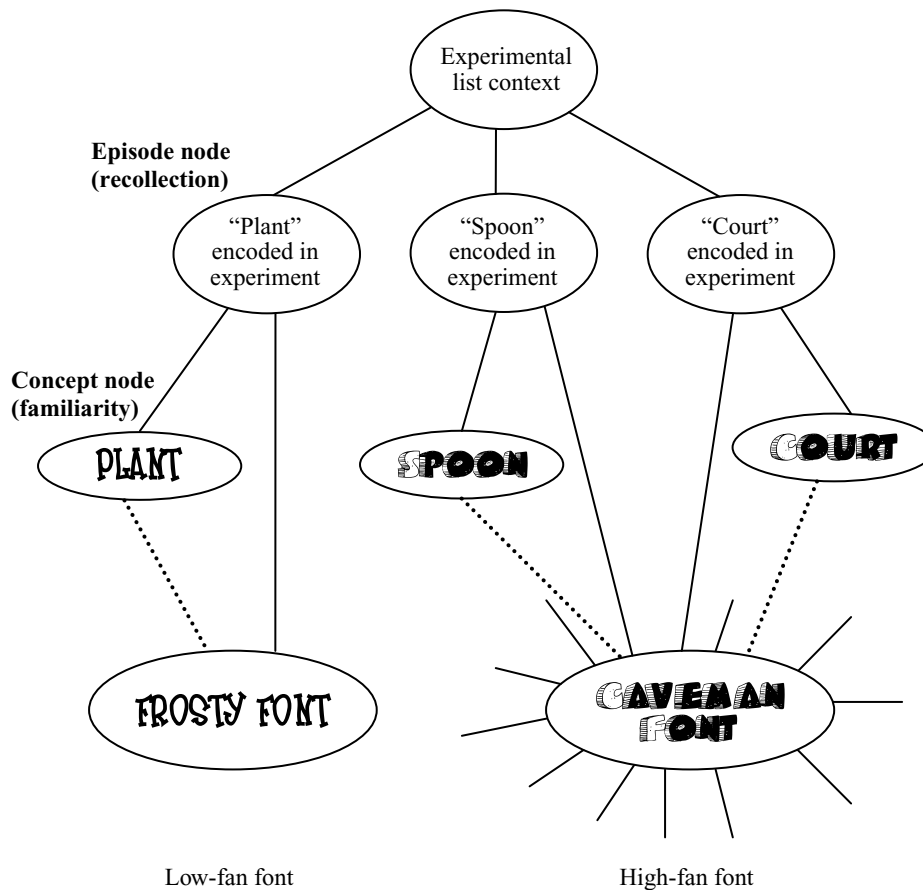 Experimental
list context
Episode node
(recollection)
“Plant”
encoded in
experiment
“Spoon”
encoded in
experiment
“Court”
encoded in
experiment
Concept node
(familiarity)
PLANT
SPOON
COURT
FROSTY FONT
CAVEMAN
FONT
Low-fan font
High-fan font